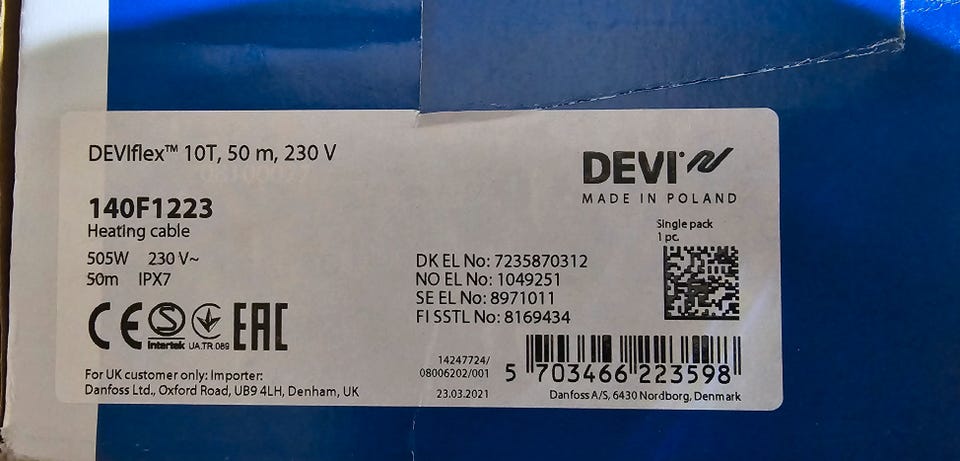 DEVIflex™ 10T, 50 m, 230 V
DEVI
MADE IN POLAND
140F1223
Heating cable
505W 230 V~
50m IPX7
Single pack
1 pc.
DK EL No: 7235870312
NO EL No: 1049251
SE EL No: 8971011
FI SSTL No: 8169434
CE S EAC
Intertek UA.TR.089
For UK customer only: Importer:
Danfoss Ltd., Oxford Road, UB9 4LH, Denham, UK
14247724/
08006202/001
23.03.2021
5 703466 223598
Danfoss A/S, 6430 Nordborg, Denmark